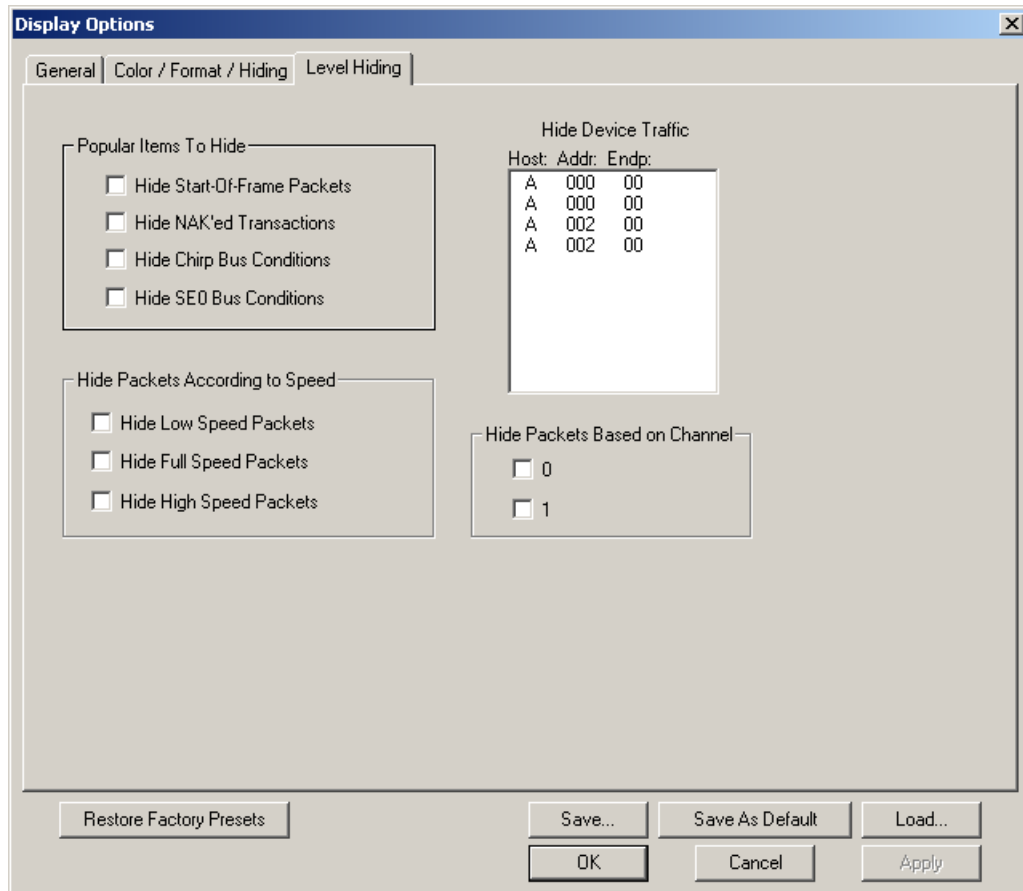 Display Options
General
Color / Format / Hiding
Level Hiding
Popular Items To Hide
Hide Start-Of-Frame Packets
Hide NAK'ed Transactions
Hide Chirp Bus Conditions
Hide SE0 Bus Conditions
Hide Device Traffic
Host: Addr: Endp:
A 000 00
A 000 00
A 002 00
A 002 00
Hide Packets According to Speed
Hide Low Speed Packets
Hide Full Speed Packets
Hide High Speed Packets
Hide Packets Based on Channel
0
1
Restore Factory Presets
Save...
Save As Default
Load...
OK
Cancel
Apply